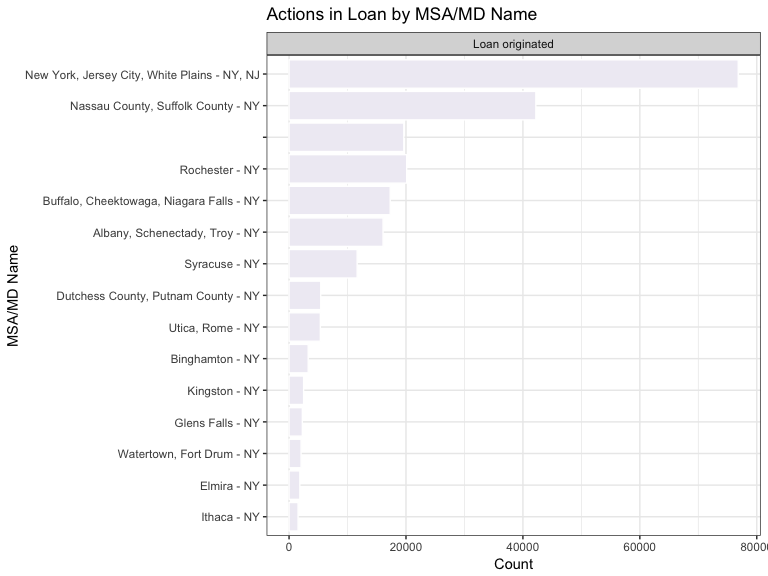 Actions in Loan by MSA/MD Name
Loan originated
New York, Jersey City, White Plains - NY, NJ
Nassau County, Suffolk County - NY
Rochester - NY
Buffalo, Cheektowaga, Niagara Falls - NY
Albany, Schenectady, Troy - NY
Syracuse - NY
Dutchess County, Putnam County - NY
Utica, Rome - NY
Binghamton - NY
Kingston - NY
Glens Falls - NY
Watertown, Fort Drum - NY
Elmira - NY
Ithaca - NY
MSA/MD Name
0 20000 40000 60000 80000
Count